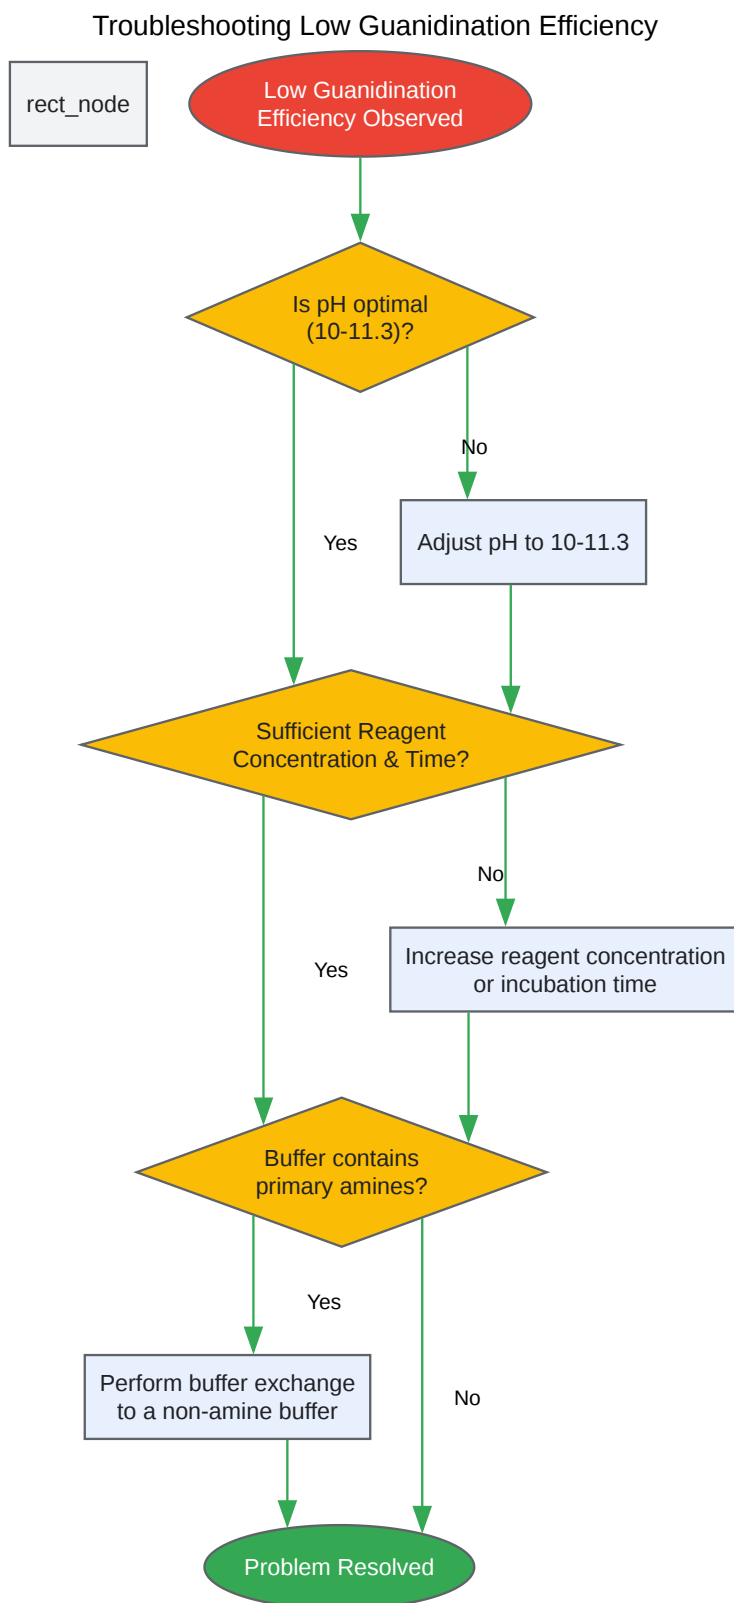 Troubleshooting Low Guanidination Efficiency
rect_node
Low Guanidination
Efficiency Observed
Is pH optimal
(10-11.3)?
No
Yes
Adjust pH to 10-11.3
Sufficient Reagent
Concentration & Time?
No
Yes
Increase reagent concentration
or incubation time
Buffer contains
primary amines?
Yes
Perform buffer exchange
to a non-amine buffer
No
Problem Resolved